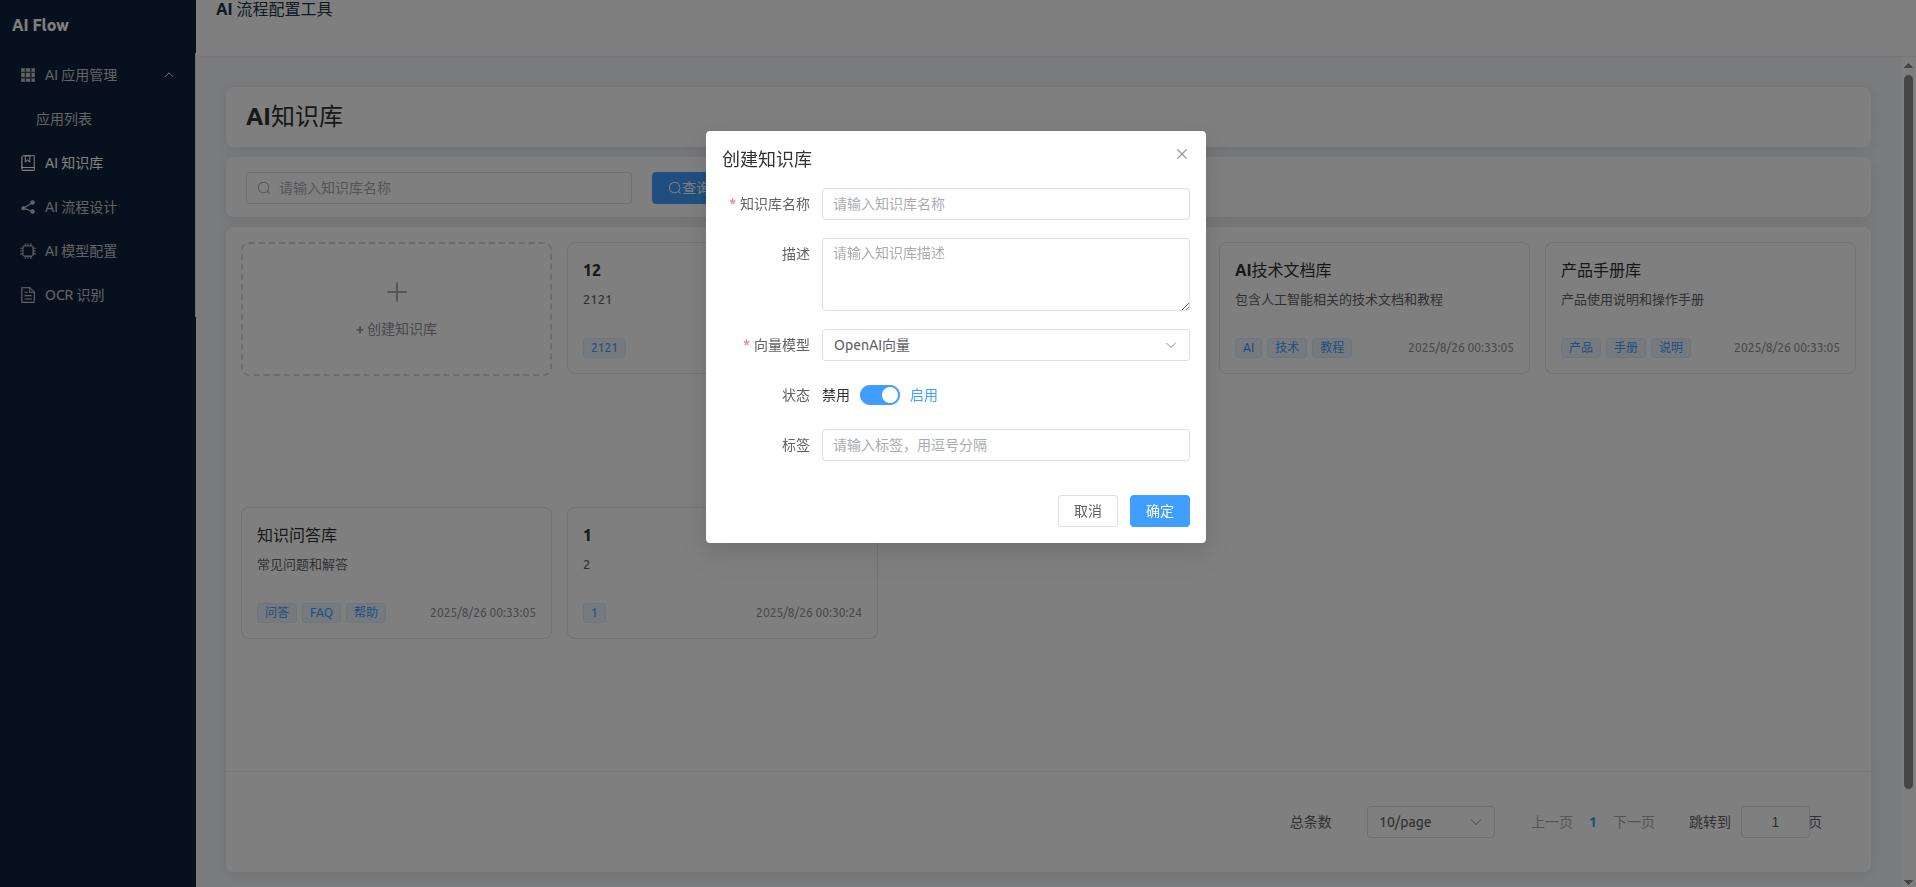 AI Flow
AI 应用管理
应用列表
AI 知识库
AI 流程设计
AI 模型配置
OCR 识别
AI 流程配置工具
AI知识库
请输入知识库名称
查询
+ 创建知识库
12
2121
2121
AI技术文档库
包含人工智能相关的技术文档和教程
AI 技术 教程 2025/8/26 00:33:05
产品手册库
产品使用说明和操作手册
产品 手册 说明 2025/8/26 00:33:05
知识问答库
常见问题和解答
问答 FAQ 帮助 2025/8/26 00:33:05
1
2
1 2025/8/26 00:30:24
总条数 10/page 上一页 1 下一页 跳转到 1 页
创建知识库
* 知识库名称 请输入知识库名称
描述 请输入知识库描述
* 向量模型 OpenAI向量
状态 禁用 启用
标签 请输入标签，用逗号分隔
取消 确定